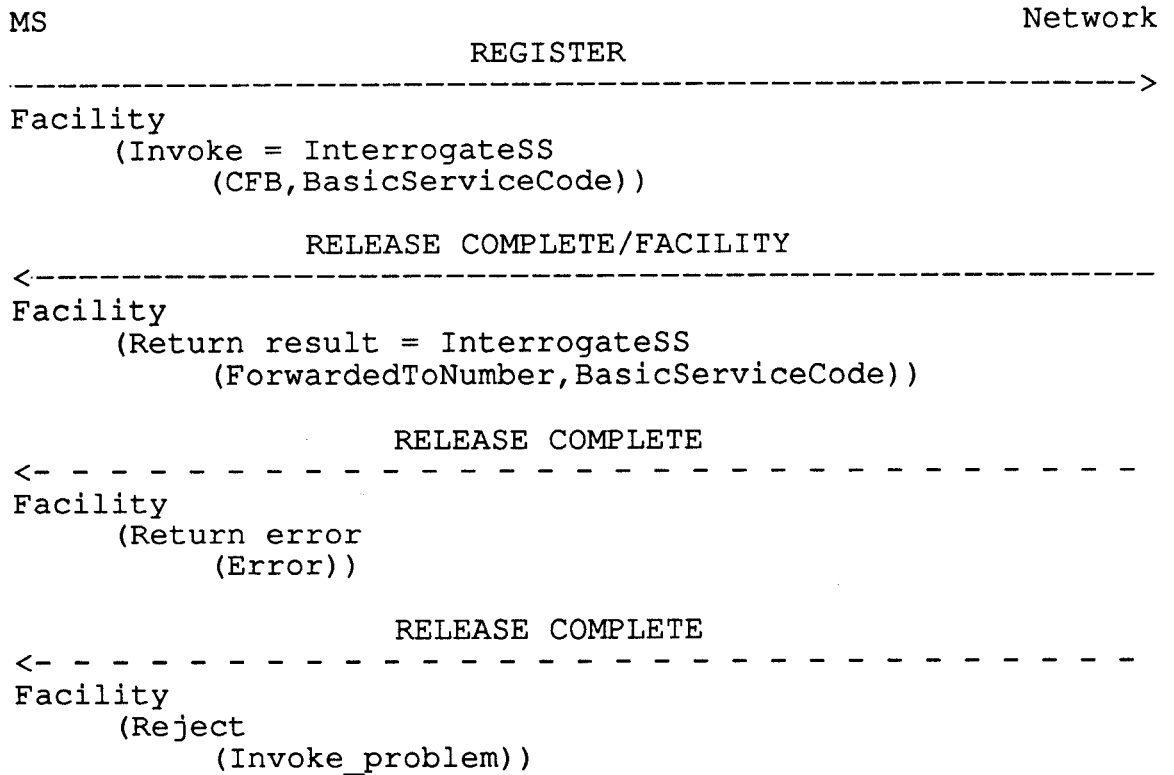 MS Network
REGISTER
------------------------------------------------------------>
Facility
(Invoke = InterrogateSS
(CFB,BasicServiceCode))
RELEASE COMPLETE/FACILITY
<------------------------------------------------------------
Facility
(Return result = InterrogateSS
(ForwardedToNumber,BasicServiceCode))
RELEASE COMPLETE
<- - - - - - - - - - - - - - - - - - - - - - - - - - - - -
Facility
(Return error
(Error))
RELEASE COMPLETE
<- - - - - - - - - - - - - - - - - - - - - - - - - - - - -
Facility
(Reject
(Invoke_problem))